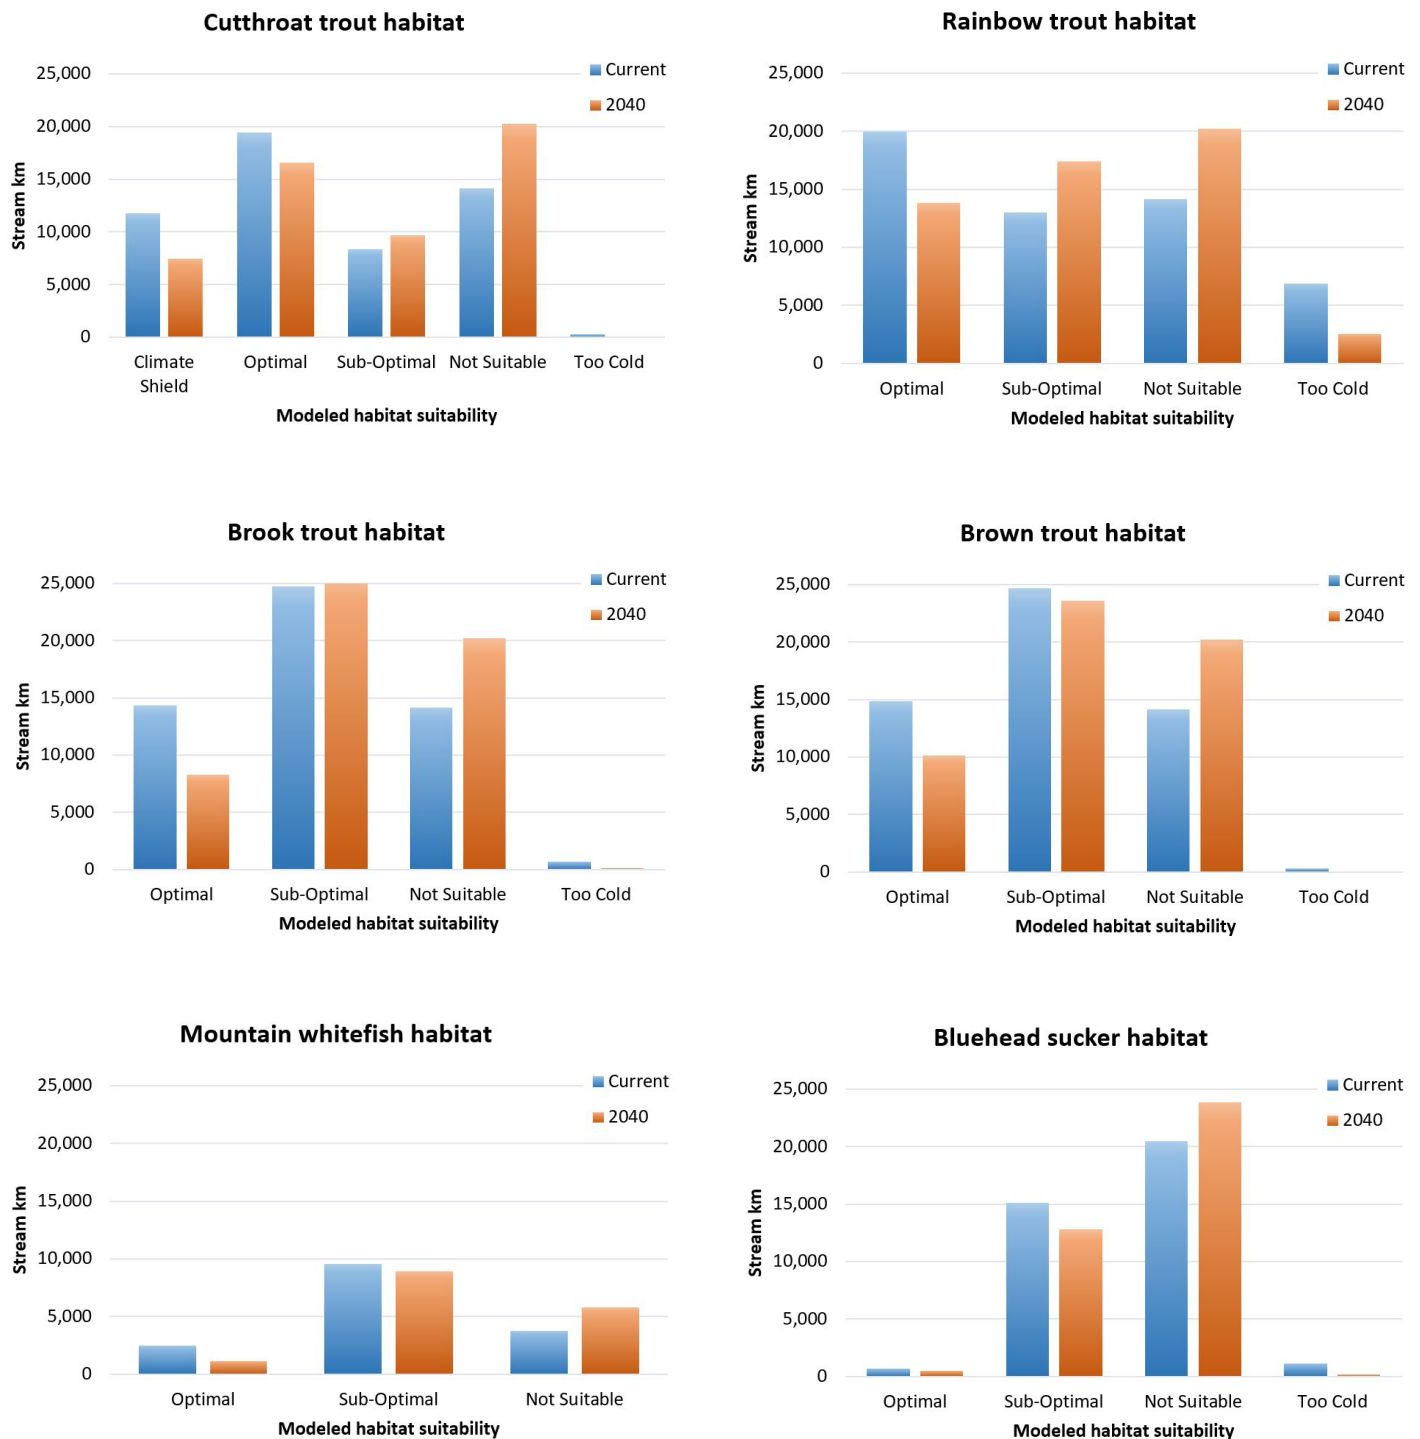 Cutthroat trout habitat
25,000
20,000
15,000
10,000
5,000
0
Stream km
Current
2040
Climate
Shield
Optimal
Sub-Optimal
Not Suitable
Too Cold
Modeled habitat suitability
Rainbow trout habitat
25,000
20,000
15,000
10,000
5,000
0
Stream km
Current
2040
Optimal
Sub-Optimal
Not Suitable
Too Cold
Modeled habitat suitability
Brook trout habitat
25,000
20,000
15,000
10,000
5,000
0
Stream km
Current
2040
Optimal
Sub-Optimal
Not Suitable
Too Cold
Modeled habitat suitability
Brown trout habitat
25,000
20,000
15,000
10,000
5,000
0
Stream km
Current
2040
Optimal
Sub-Optimal
Not Suitable
Too Cold
Modeled habitat suitability
Mountain whitefish habitat
25,000
20,000
15,000
10,000
5,000
0
Stream km
Current
2040
Optimal
Sub-Optimal
Not Suitable
Modeled habitat suitability
Bluehead sucker habitat
25,000
20,000
15,000
10,000
5,000
0
Stream km
Current
2040
Optimal
Sub-Optimal
Not Suitable
Too Cold
Modeled habitat suitability